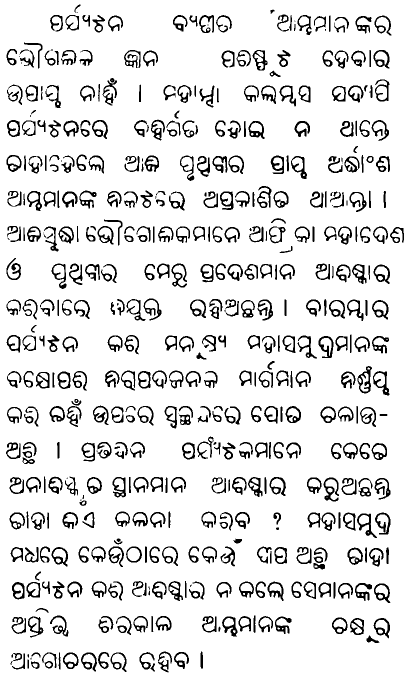 ପର୍ଯ୍ୟଟନ ବ୍ୟତୀତ ଆମ୍ଭମାନଙ୍କର
ଭୌଗଳିକ ଜ୍ଞାନ ପରିଷ୍ଫୁଟ ହେବାର
ଉପାୟ ନାହିଁ । ମହାତ୍ମା କଲମ୍ବସ ଯଦ୍ୟପି
ପର୍ଯ୍ୟଟନରେ ବହିର୍ଗତ ହୋଇ ନ ଥାନ୍ତେ
ତାହାହେଲେ ଆଜି ପୃଥିବୀର ପ୍ରାୟ ଅର୍ଦ୍ଧାଂଶ
ଆମ୍ଭମାନଙ୍କ ନିକଟରେ ଅପ୍ରକାଶିତ ଥାଆନ୍ତା ।
ଆଜିସୁଦ୍ଧା ଭୌଗୋଳିକମାନେ ଆଫ୍ରିକା ମହାଦେଶ
ଓ ପୃଥିବୀର ମେରୁ ପ୍ରଦେଶମାନ ଆବିଷ୍କାର
କରିବାରେ ନିଯୁକ୍ତ ରହିଅଛନ୍ତି । ବାରମ୍ବାର
ପର୍ଯ୍ୟଟନ କରି ମନୁଷ୍ୟ ମହାସମୁଦ୍ରମାନଙ୍କ
ବକ୍ଷୋପରି ନିରାପଦଜନକ ମାର୍ଗମାନ ନିର୍ଣ୍ଣୟ
କରି ତହିଁ ଉପରେ ସ୍ୱଚ୍ଛନ୍ଦରେ ପୋତ ଚଳାଉ-
ଅଛି । ପ୍ରତିଦିନ ପର୍ଯ୍ୟଟକମାନେ କେତେ
ଅନାବିଷ୍କୃତ ସ୍ଥାନମାନ ଆବିଷ୍କାର କରୁଅଛନ୍ତି
ତାହା କିଏ କଳନା କରିବ ? ମହାସମୁଦ୍ର
ମଧ୍ୟରେ କେଉଁଠାରେ କେଉଁ ଦ୍ୱୀପ ଅଛି ତାହା
ପର୍ଯ୍ୟଟନ କରି ଆବିଷ୍କାର ନ କଲେ ସେମାନଙ୍କର
ଅସ୍ତିତ୍ୱ ଚିରକାଳ ଆମ୍ଭମାନଙ୍କ ଚକ୍ଷୁର
ଆଗୋଚରରେ ରହିବ ।